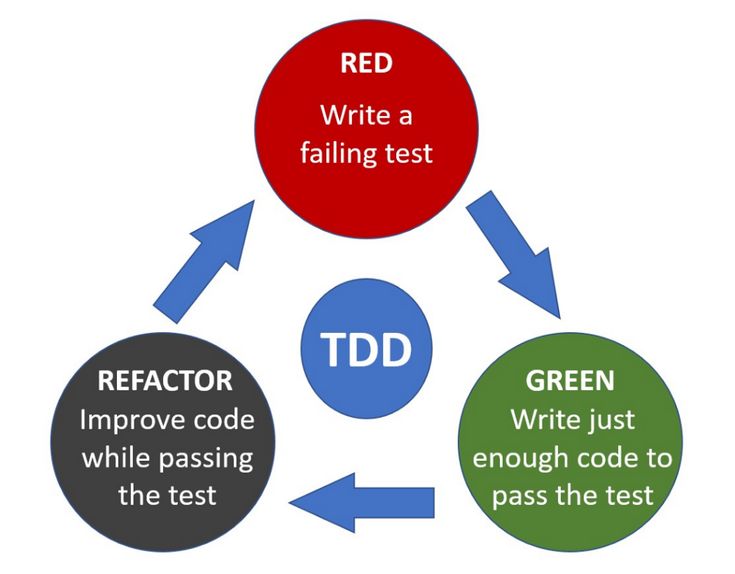 RED
Write a
failing test
TDD
REFACTOR
Improve code
while passing
the test
GREEN
Write just
enough code to
pass the test